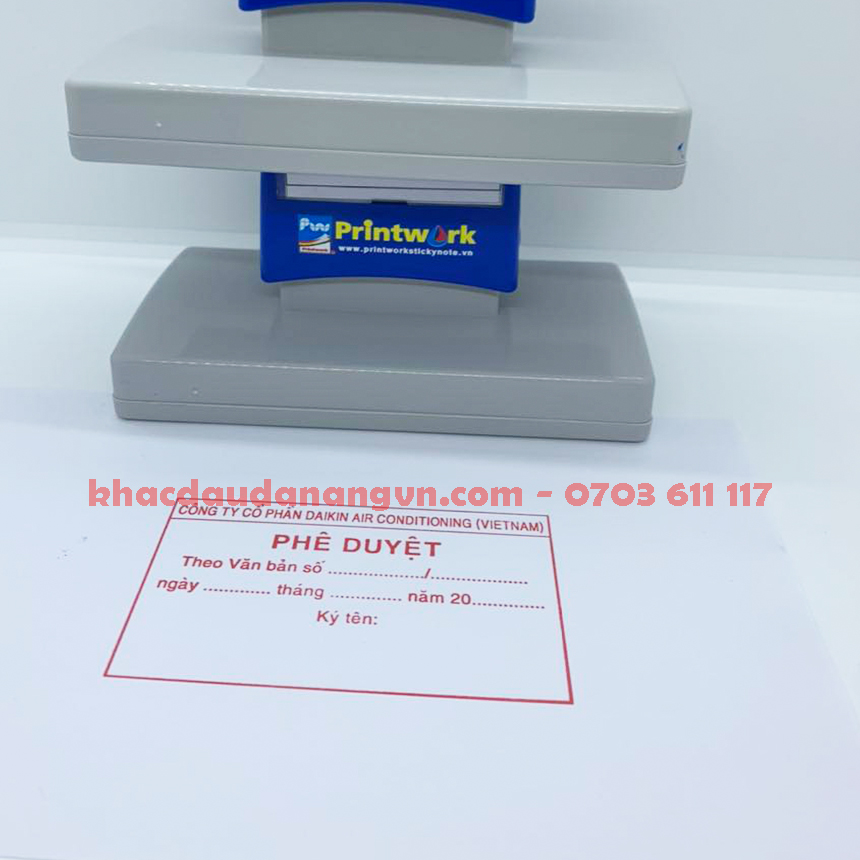 Printwork
www.printworkstickynote.vn
khacdaudanangvn.com - 0703 611 117
CÔNG TY CỔ PHẦN DAIKIN AIR CONDITIONING (VIETNAM)
PHÊ DUYỆT
Theo Văn bản số ...................../.....................
ngày ............. tháng ............. năm 20.............
Ký tên: